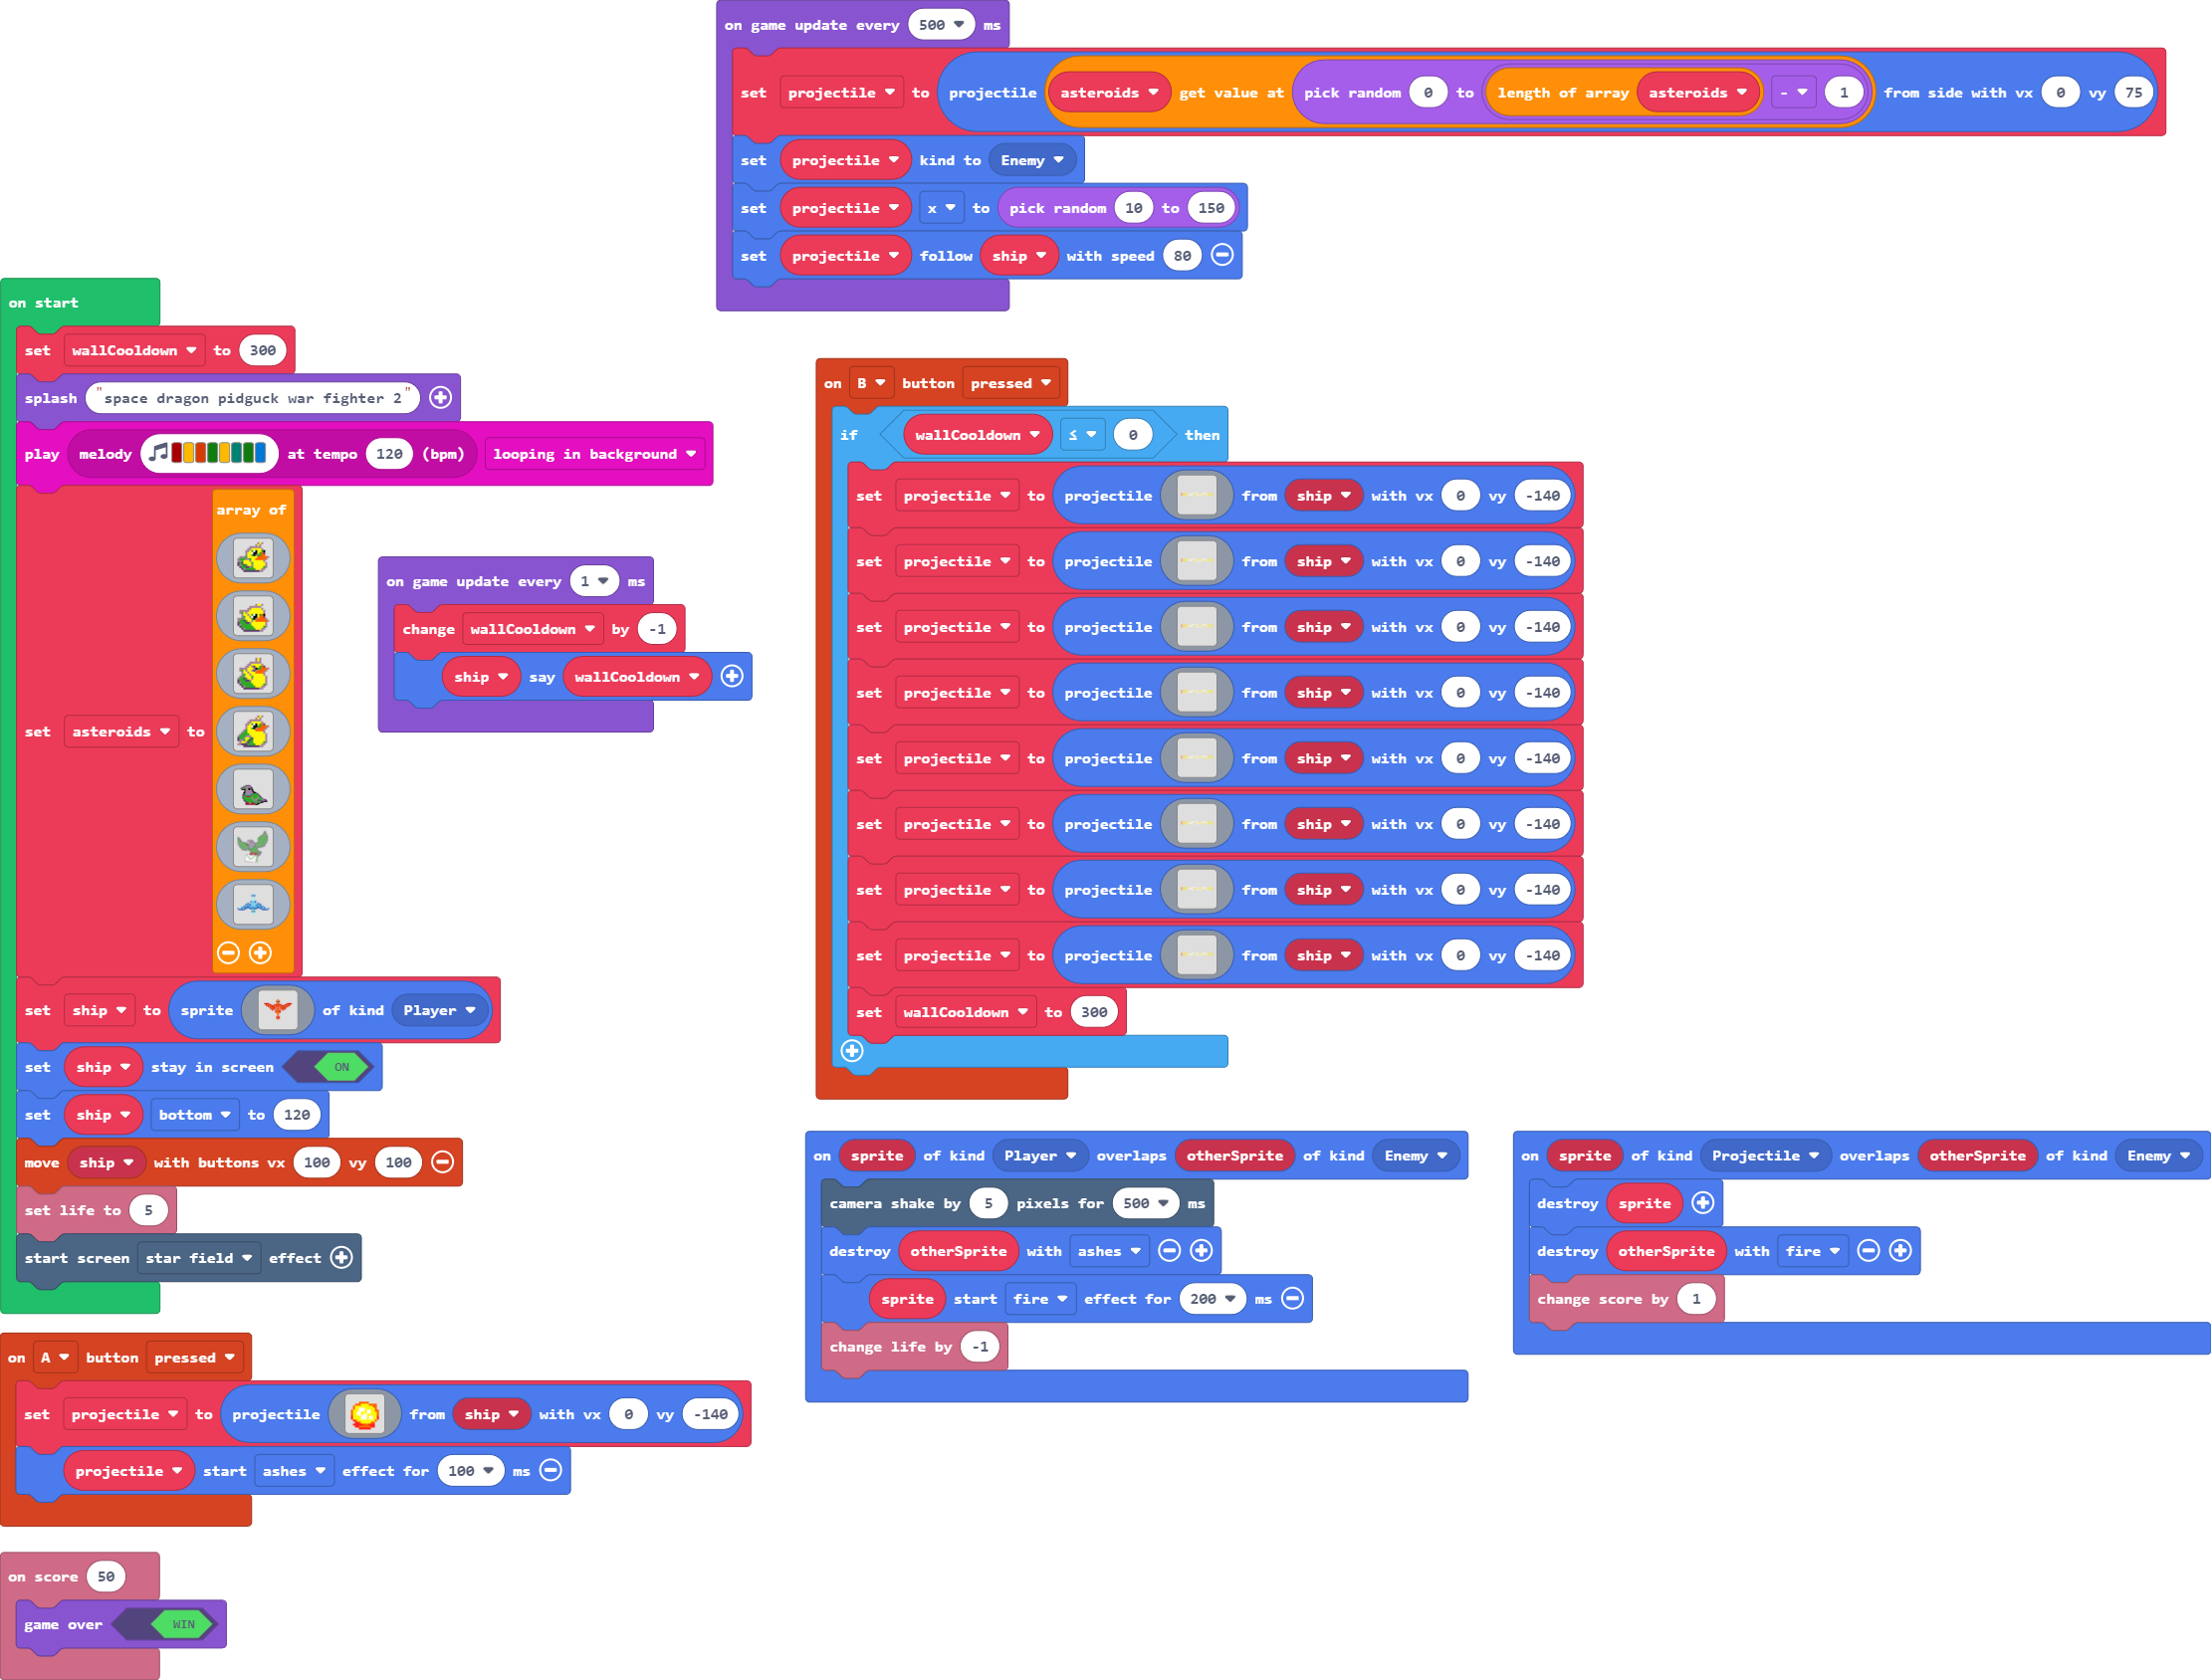 on game update every 500 ms
set projectile to projectile asteroids get value at pick random 0 to length of array asteroids - 1 from side with vx 0 vy 75
set projectile kind to Enemy
set projectile x to pick random 10 to 150
set projectile follow ship with speed 80
on start
set wallCooldown to 300
splash "space dragon pidguck war fighter 2"
play melody at tempo 120 (bpm) looping in background
set asteroids to array of
set ship to sprite of kind Player
set ship stay in screen ON
set ship bottom to 120
move ship with buttons vx 100 vy 100
set life to 5
start screen star field effect
on game update every 1 ms
change wallCooldown by -1
ship say wallCooldown
on B button pressed
if wallCooldown ≤ 0 then
set projectile to projectile from ship with vx 0 vy -140
set projectile to projectile from ship with vx 0 vy -140
set projectile to projectile from ship with vx 0 vy -140
set projectile to projectile from ship with vx 0 vy -140
set projectile to projectile from ship with vx 0 vy -140
set projectile to projectile from ship with vx 0 vy -140
set projectile to projectile from ship with vx 0 vy -140
set projectile to projectile from ship with vx 0 vy -140
set wallCooldown to 300
on sprite of kind Player overlaps otherSprite of kind Enemy
camera shake by 5 pixels for 500 ms
destroy otherSprite with ashes
sprite start fire effect for 200 ms
change life by -1
on sprite of kind Projectile overlaps otherSprite of kind Enemy
destroy sprite
destroy otherSprite with fire
change score by 1
on A button pressed
set projectile to projectile from ship with vx 0 vy -140
projectile start ashes effect for 100 ms
on score 50
game over WIN